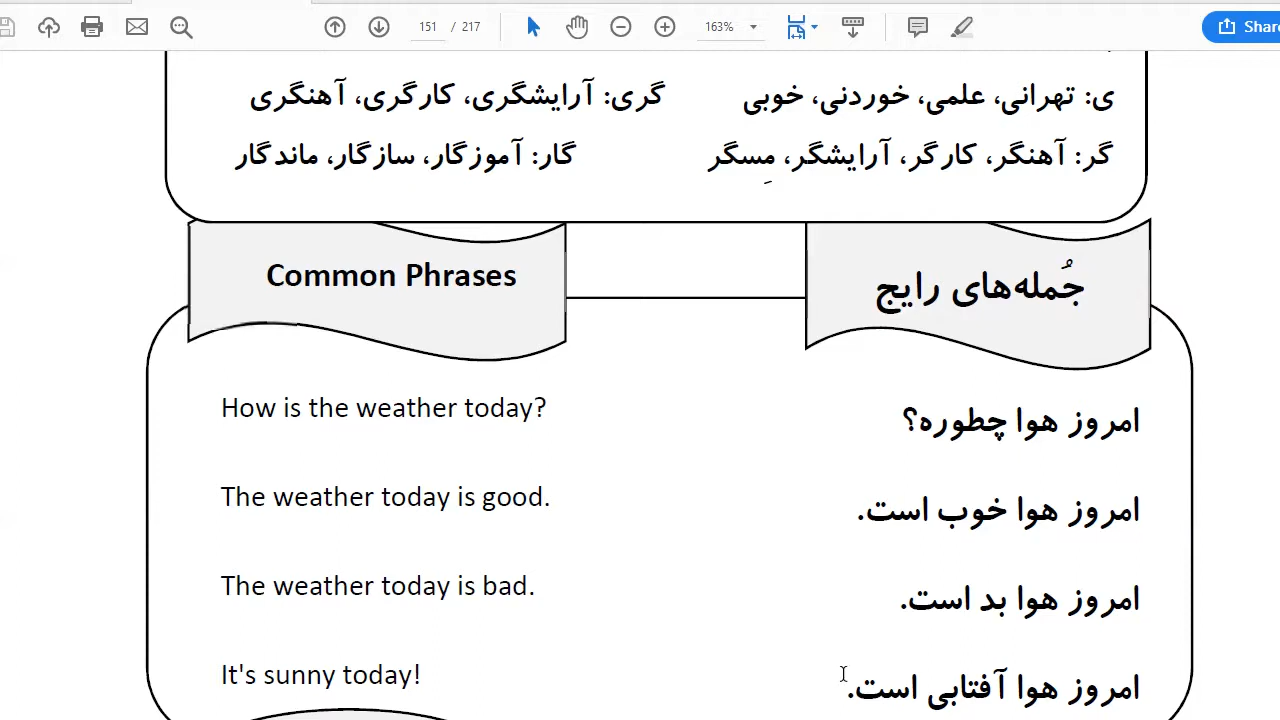 151 / 217 163% Share
ی: تهرانی، علمی، خوردنی، خوبی گری: آرایشگری، کارگری، آهنگری
گر: آهنگر، کارگر، آرایشگر، مِسگر گار: آموزگار، سازگار، ماندگار
Common Phrases جُمله‌های رایج
How is the weather today? امروز هوا چطوره؟
The weather today is good. امروز هوا خوب است.
The weather today is bad. امروز هوا بد است.
It's sunny today! امروز هوا آفتابی است.